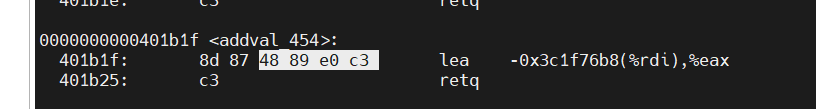 401b1e: c3 retq
0000000000401b1f <addval_454>:
401b1f: 8d 87 48 89 e0 c3 lea -0x3c1f76b8(%rdi),%eax
401b25: c3 retq